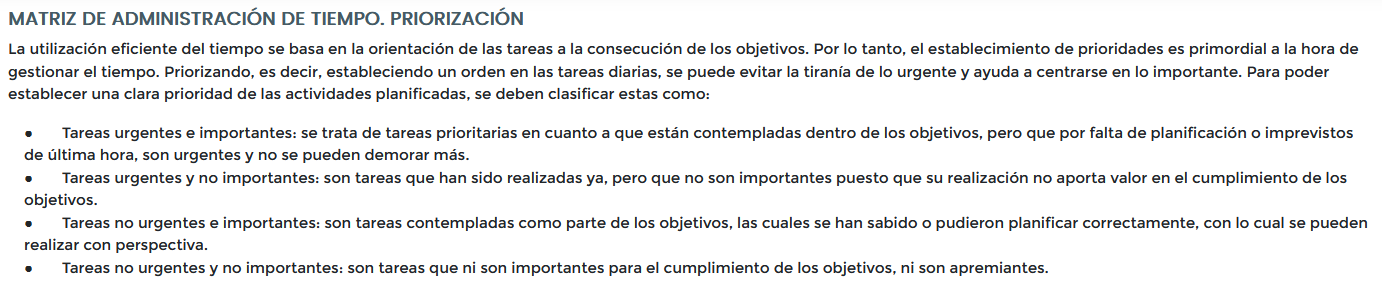 MATRIZ DE ADMINISTRACIÓN DE TIEMPO. PRIORIZACIÓN
La utilización eficiente del tiempo se basa en la orientación de las tareas a la consecución de los objetivos. Por lo tanto, el establecimiento de prioridades es primordial a la hora de
gestionar el tiempo. Priorizando, es decir, estableciendo un orden en las tareas diarias, se puede evitar la tiranía de lo urgente y ayuda a centrarse en lo importante. Para poder
establecer una clara prioridad de las actividades planificadas, se deben clasificar estas como:
● Tareas urgentes e importantes: se trata de tareas prioritarias en cuanto a que están contempladas dentro de los objetivos, pero que por falta de planificación o imprevistos
de última hora, son urgentes y no se pueden demorar más.
● Tareas urgentes y no importantes: son tareas que han sido realizadas ya, pero que no son importantes puesto que su realización no aporta valor en el cumplimiento de los
objetivos.
● Tareas no urgentes e importantes: son tareas contempladas como parte de los objetivos, las cuales se han sabido o pudieron planificar correctamente, con lo cual se pueden
realizar con perspectiva.
● Tareas no urgentes y no importantes: son tareas que ni son importantes para el cumplimiento de los objetivos, ni son apremiantes.